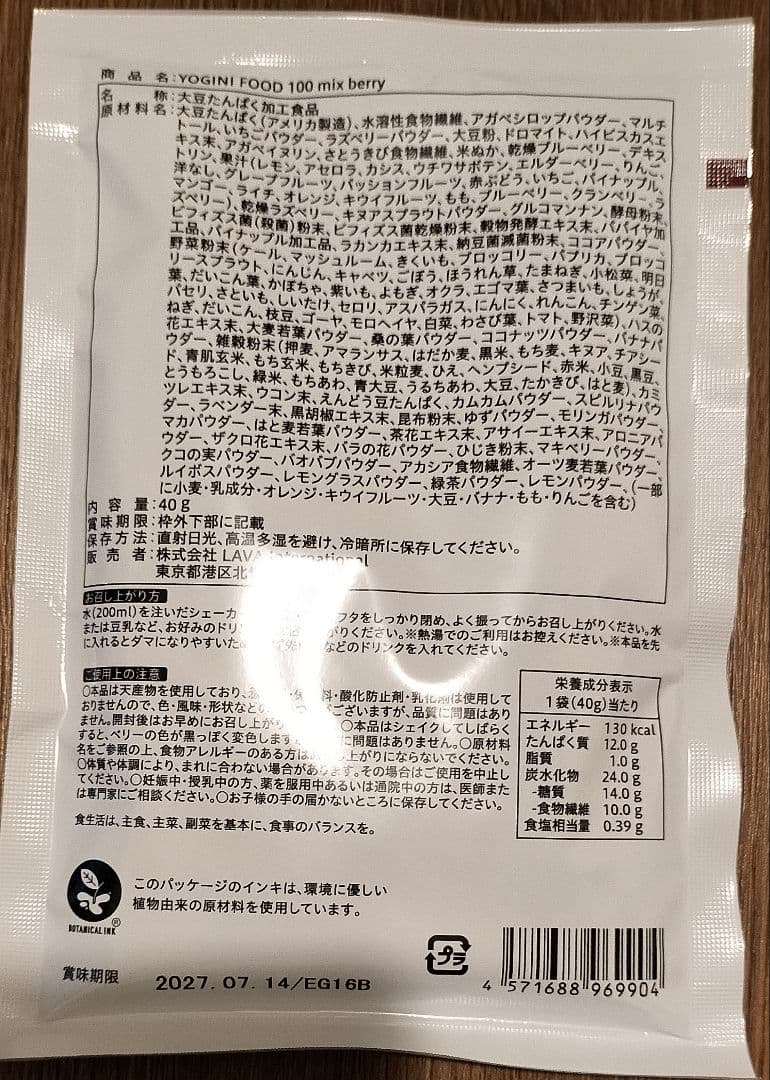 商品名:YOGINI FOOD 100 mix berry
名称:大豆たんぱく加工食品
原材料名:大豆たんぱく(アメリカ製造)、水溶性食物繊維、アガベシロップパウダー、マルチ
トール、いちごパウダー、ラズベリーパウダー、大豆粉、ドロマイト、ハイビスカスエ
キス末、アガベイヌリン、さとうきび食物繊維、米ぬか、乾燥ブルーベリー、デキス
トリン、果汁(レモン、アセロラ、カシス、ウチワサボテン、エルダーベリー、りんご、
洋なし、グレープフルーツ、パッションフルーツ、赤ぶどう、いちご、パイナップル、
マンゴー、ライチ、オレンジ、キウイフルーツ、もも、ブルーベリー、クランベリー、ラ
ズベリー)、乾燥ラズベリー、キヌアスプラウトパウダー、グルコマンナン、酵母粉末、
ビフィズス菌(殺菌)粉末、ビフィズス菌乾燥粉末、穀物発酵エキス末、パパイヤ加
工品、パイナップル加工品、ラカンカエキス末、納豆菌滅菌粉末、ココアパウダー、
野菜粉末(ケール、マッシュルーム、きくいも、ブロッコリー、パプリカ、ブロッコ
リースプラウト、にんじん、キャベツ、ごぼう、ほうれん草、たまねぎ、小松菜、明日
葉、だいこん葉、かぼちゃ、紫いも、よもぎ、オクラ、エゴマ葉、さつまいも、しょうが、
パセリ、さといも、しいたけ、セロリ、アスパラガス、にんにく、れんこん、チンゲン菜、
ねぎ、だいこん、枝豆、ゴーヤ、モロヘイヤ、白菜、わさび葉、トマト、野沢菜)、ハスの
花エキス末、大麦若葉パウダー、桑の葉パウダー、ココナッツパウダー、バナナパ
ウダー、雑穀粉末(押麦、アマランサス、はだか麦、黒米、もち麦、キヌア、チアシー
ド、青肌玄米、もち玄米、もちきび、米粒麦、ひえ、ヘンプシード、赤米、小豆、黒豆、
とうもろこし、緑米、もちあわ、青大豆、うるちあわ、大豆、たかきび、はと麦)、カミ
ツレエキス末、ウコン末、えんどう豆たんぱく、カムカムパウダー、スピルリナパウ
ダー、ラベンダー末、黒胡椒エキス末、昆布粉末、ゆずパウダー、モリンガパウダー、
マカパウダー、はと麦若葉パウダー、茶花エキス末、アサイーエキス末、アロニアパ
ウダー、ザクロ花エキス末、バラの花パウダー、ひじき粉末、マキベリーパウダー、
クコの実パウダー、バオバブパウダー、アカシア食物繊維、オーツ麦若葉パウダー、
ルイボスパウダー、レモングラスパウダー、緑茶パウダー、レモンパウダー、(一部
に小麦・乳成分・オレンジ・キウイフルーツ・大豆・バナナ・もも・りんごを含む)
内容量:40g
賞味期限:枠外下部に記載
保存方法:直射日光、高温多湿を避け、冷暗所に保存してください。
販売者:株式会社 LAVA International
東京都港区北
お召し上がり方
水(200ml)を注いだシェーカ フタをしっかり閉め、よく振ってからお召し上がりください。水
または豆乳など、お好みのドリン がりください。※熱湯でのご利用はお控えください。※本品を先
に入れるとダマになりやすいた などのドリンクを入れてください。
ご使用上の注意
〇本品は天産物を使用しており、 料・酸化防止剤・乳化剤は使用して
おりませんので、色・風味・形状などの がございますが、品質に問題はあり
ません。開封後はお早めにお召し上がり 〇本品はシェイクしてしばらく
すると、ベリーの色が黒っぽく変色します に問題はありません。〇原材料
名をご参照の上、食物アレルギーのある方は 上がりにならないでください。
〇体質や体調により、まれに合わない場合があります。その場合はご使用を中止し
てください。〇妊娠中・授乳中の方、薬を服用中あるいは通院中の方は、医師また
は専門家にご相談ください。〇お子様の手の届かないところに保存してください。
食生活は、主食、主菜、副菜を基本に、食事のバランスを。
栄養成分表示
1袋(40g)当たり
エネルギー 130 kcal
たんぱく質 12.0 g
脂質 1.0 g
炭水化物 24.0 g
-糖質 14.0 g
-食物繊維 10.0 g
食塩相当量 0.39 g
BOTANICAL INK ®
このパッケージのインキは、環境に優しい
植物由来の原材料を使用しています。
プラ
賞味期限 2027.07.14/EG16B
4 571688 969904